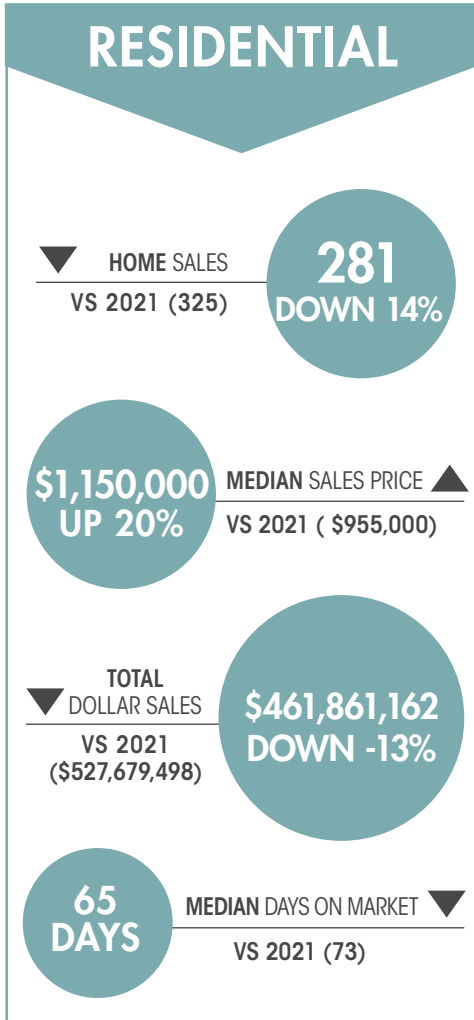 RESIDENTIAL
HOME SALES
VS 2021 (325)
281
DOWN 14%
$1,150,000
UP 20%
MEDIAN SALES PRICE
VS 2021 ( $955,000)
TOTAL
DOLLAR SALES
VS 2021
($527,679,498)
$461,861,162
DOWN -13%
65
DAYS
MEDIAN DAYS ON MARKET
VS 2021 (73)